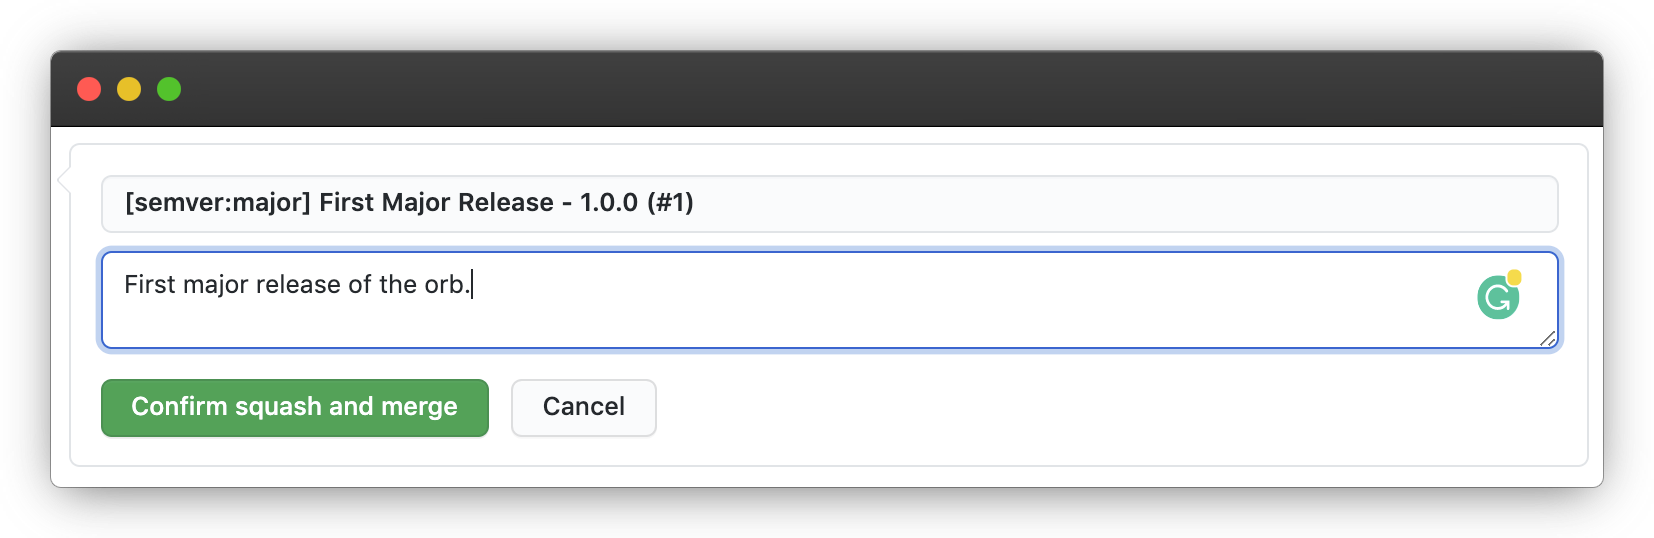 [semver:major] First Major Release - 1.0.0 (#1)
First major release of the orb.
Confirm squash and merge
Cancel